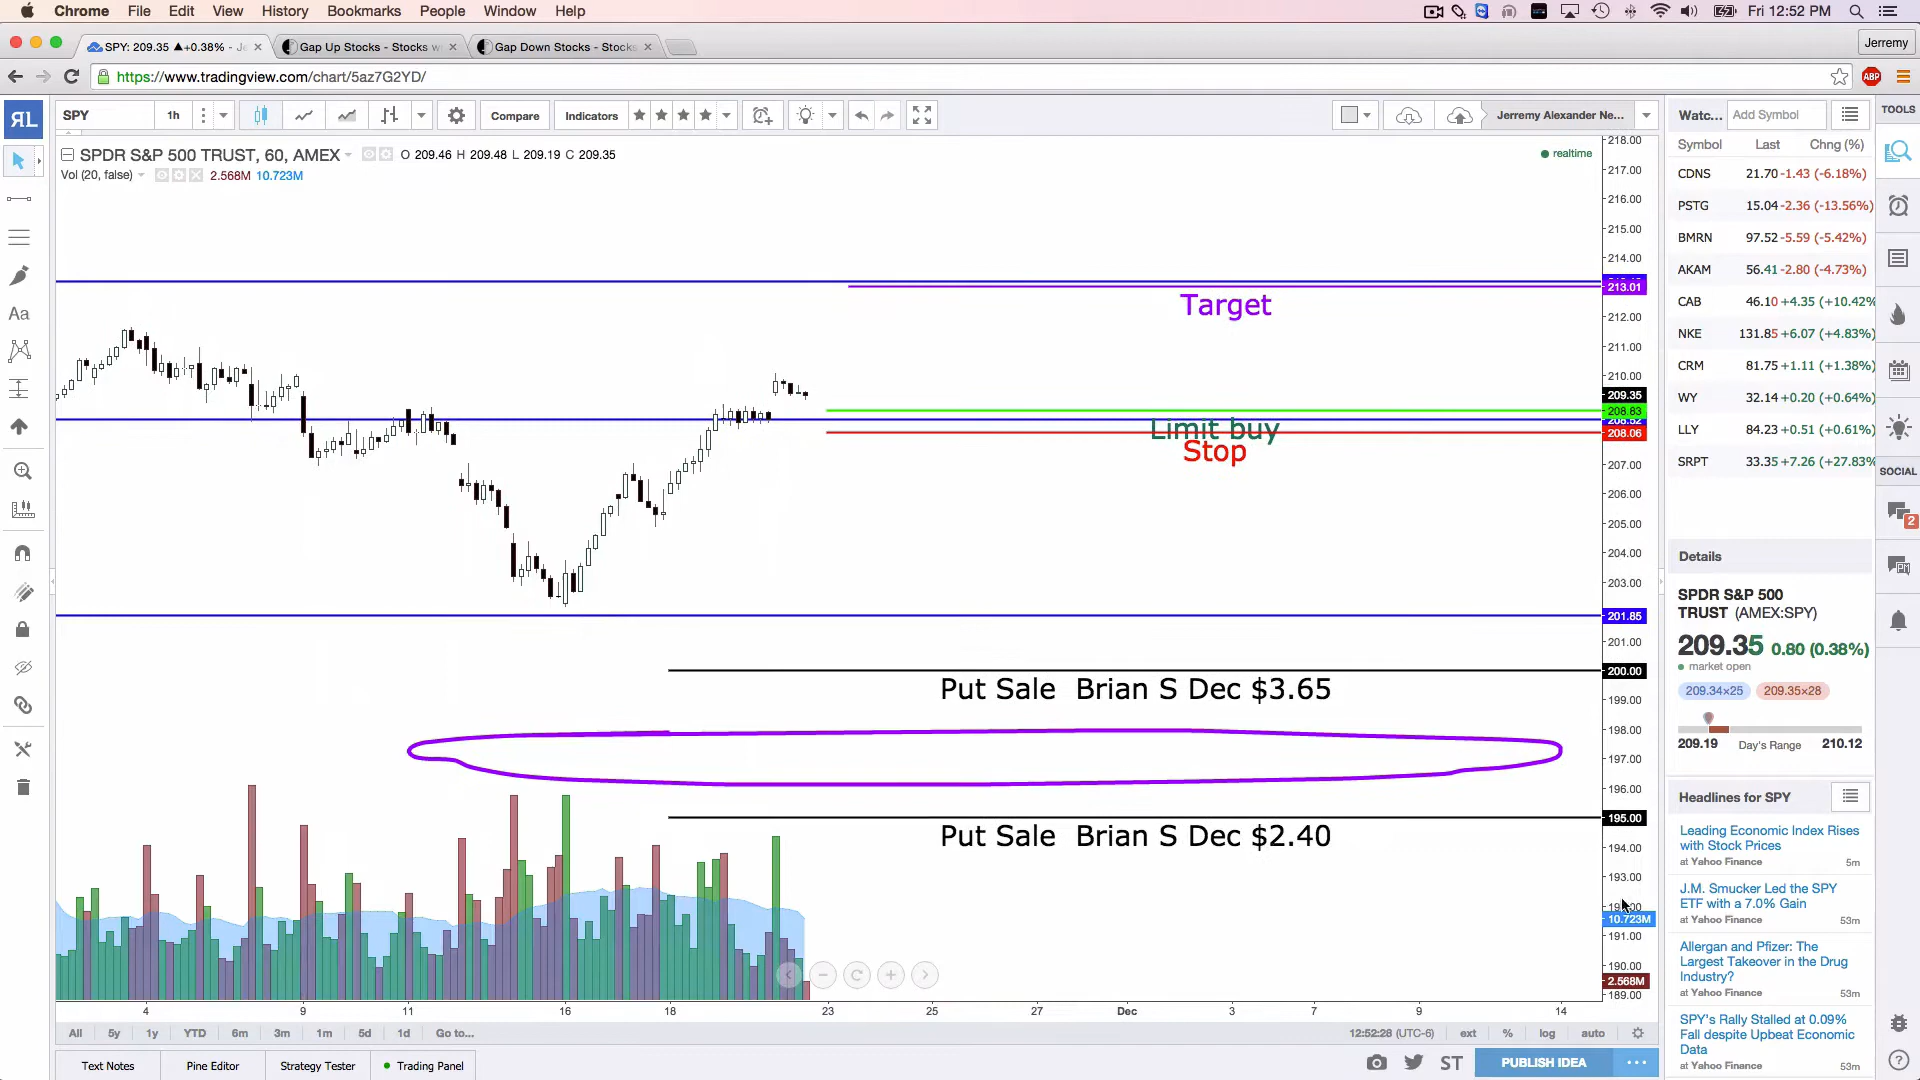 Chrome File Edit View History Bookmarks People Window Help Fri 12:52 PM
SPY: 209.35 ▲+0.38% - Je Gap Up Stocks - Stocks w Gap Down Stocks - Stocks Jerremy
https://www.tradingview.com/chart/5az7G2YD/ ABP
SPY 1h Compare Indicators Jerremy Alexander Ne...
SPDR S&P 500 TRUST, 60, AMEX O 209.46 H 209.48 L 209.19 C 209.35
realtime
Vol (20, false) 2.568M 10.723M
Target
Limit buy
Stop
Put Sale Brian S Dec $3.65
Put Sale Brian S Dec $2.40
218.00
217.00
216.00
215.00
214.00
213.01
212.00
211.00
210.00
209.35
208.83
208.52
208.06
207.00
206.00
205.00
204.00
203.00
201.85
201.00
200.00
199.00
198.00
197.00
196.00
195.00
194.00
193.00
10.723M
191.00
190.00
2.568M
189.00
4 9 11 16 18 23 25 27 Dec 3 7 9 14
All 5y 1y YTD 6m 3m 1m 5d 1d Go to... 12:52:28 (UTC-6) ext % log auto
Text Notes Pine Editor Strategy Tester Trading Panel ST PUBLISH IDEA
Watc... Add Symbol
Symbol Last Chng (%)
CDNS 21.70 -1.43 (-6.18%)
PSTG 15.04 -2.36 (-13.56%)
BMRN 97.52 -5.59 (-5.42%)
AKAM 56.41 -2.80 (-4.73%)
CAB 46.10 +4.35 (+10.42%
NKE 131.85 +6.07 (+4.83%)
CRM 81.75 +1.11 (+1.38%)
WY 32.14 +0.20 (+0.64%)
LLY 84.23 +0.51 (+0.61%)
SRPT 33.35 +7.26 (+27.83%
Details
SPDR S&P 500
TRUST (AMEX:SPY)
209.35 0.80 (0.38%)
market open
209.34×25 209.35×28
209.19 Day's Range 210.12
Headlines for SPY
Leading Economic Index Rises
with Stock Prices
at Yahoo Finance 5m
J.M. Smucker Led the SPY
ETF with a 7.0% Gain
at Yahoo Finance 53m
Allergan and Pfizer: The
Largest Takeover in the Drug
Industry?
at Yahoo Finance 53m
SPY's Rally Stalled at 0.09%
Fall despite Upbeat Economic
Data
at Yahoo Finance 53m
TOOLS
SOCIAL
2